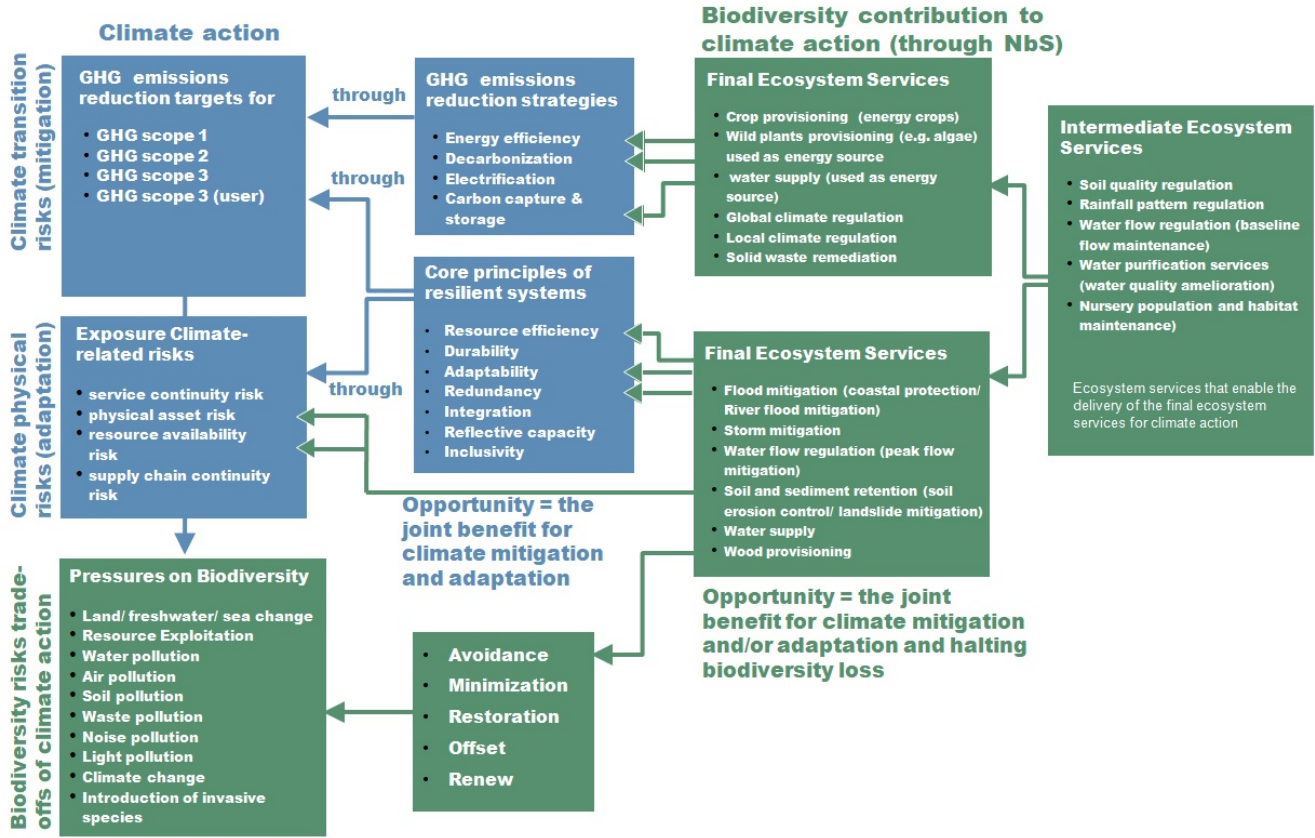 Climate action
Biodiversity contribution to
climate action (through NbS)
Climate transition
risks (mitigation)
GHG emissions
reduction targets for
• GHG scope 1
• GHG scope 2
• GHG scope 3
• GHG scope 3 (user)
through
through
GHG emissions
reduction strategies
• Energy efficiency
• Decarbonization
• Electrification
• Carbon capture &
storage
Final Ecosystem Services
• Crop provisioning (energy crops)
• Wild plants provisioning (e.g. algae)
used as energy source
• water supply (used as energy
source)
• Global climate regulation
• Local climate regulation
• Solid waste remediation
Intermediate Ecosystem
Services
• Soil quality regulation
• Rainfall pattern regulation
• Water flow regulation (baseline
flow maintenance)
• Water purification services
(water quality amelioration)
• Nursery population and habitat
maintenance)
Ecosystem services that enable the
delivery of the final ecosystem
services for climate action
Climate physical
risks (adaptation)
Exposure Climate-
related risks
• service continuity risk
• physical asset risk
• resource availability
risk
• supply chain continuity
risk
through
Core principles of
resilient systems
• Resource efficiency
• Durability
• Adaptability
• Redundancy
• Integration
• Reflective capacity
• Inclusivity
Final Ecosystem Services
• Flood mitigation (coastal protection/
River flood mitigation)
• Storm mitigation
• Water flow regulation (peak flow
mitigation)
• Soil and sediment retention (soil
erosion control/ landslide mitigation)
• Water supply
• Wood provisioning
Opportunity = the
joint benefit for
climate mitigation
and adaptation
Opportunity = the joint
benefit for climate mitigation
and/or adaptation and halting
biodiversity loss
Biodiversity risks trade-
offs of climate action
Pressures on Biodiversity
• Land/ freshwater/ sea change
• Resource Exploitation
• Water pollution
• Air pollution
• Soil pollution
• Waste pollution
• Noise pollution
• Light pollution
• Climate change
• Introduction of invasive
species
• Avoidance
• Minimization
• Restoration
• Offset
• Renew